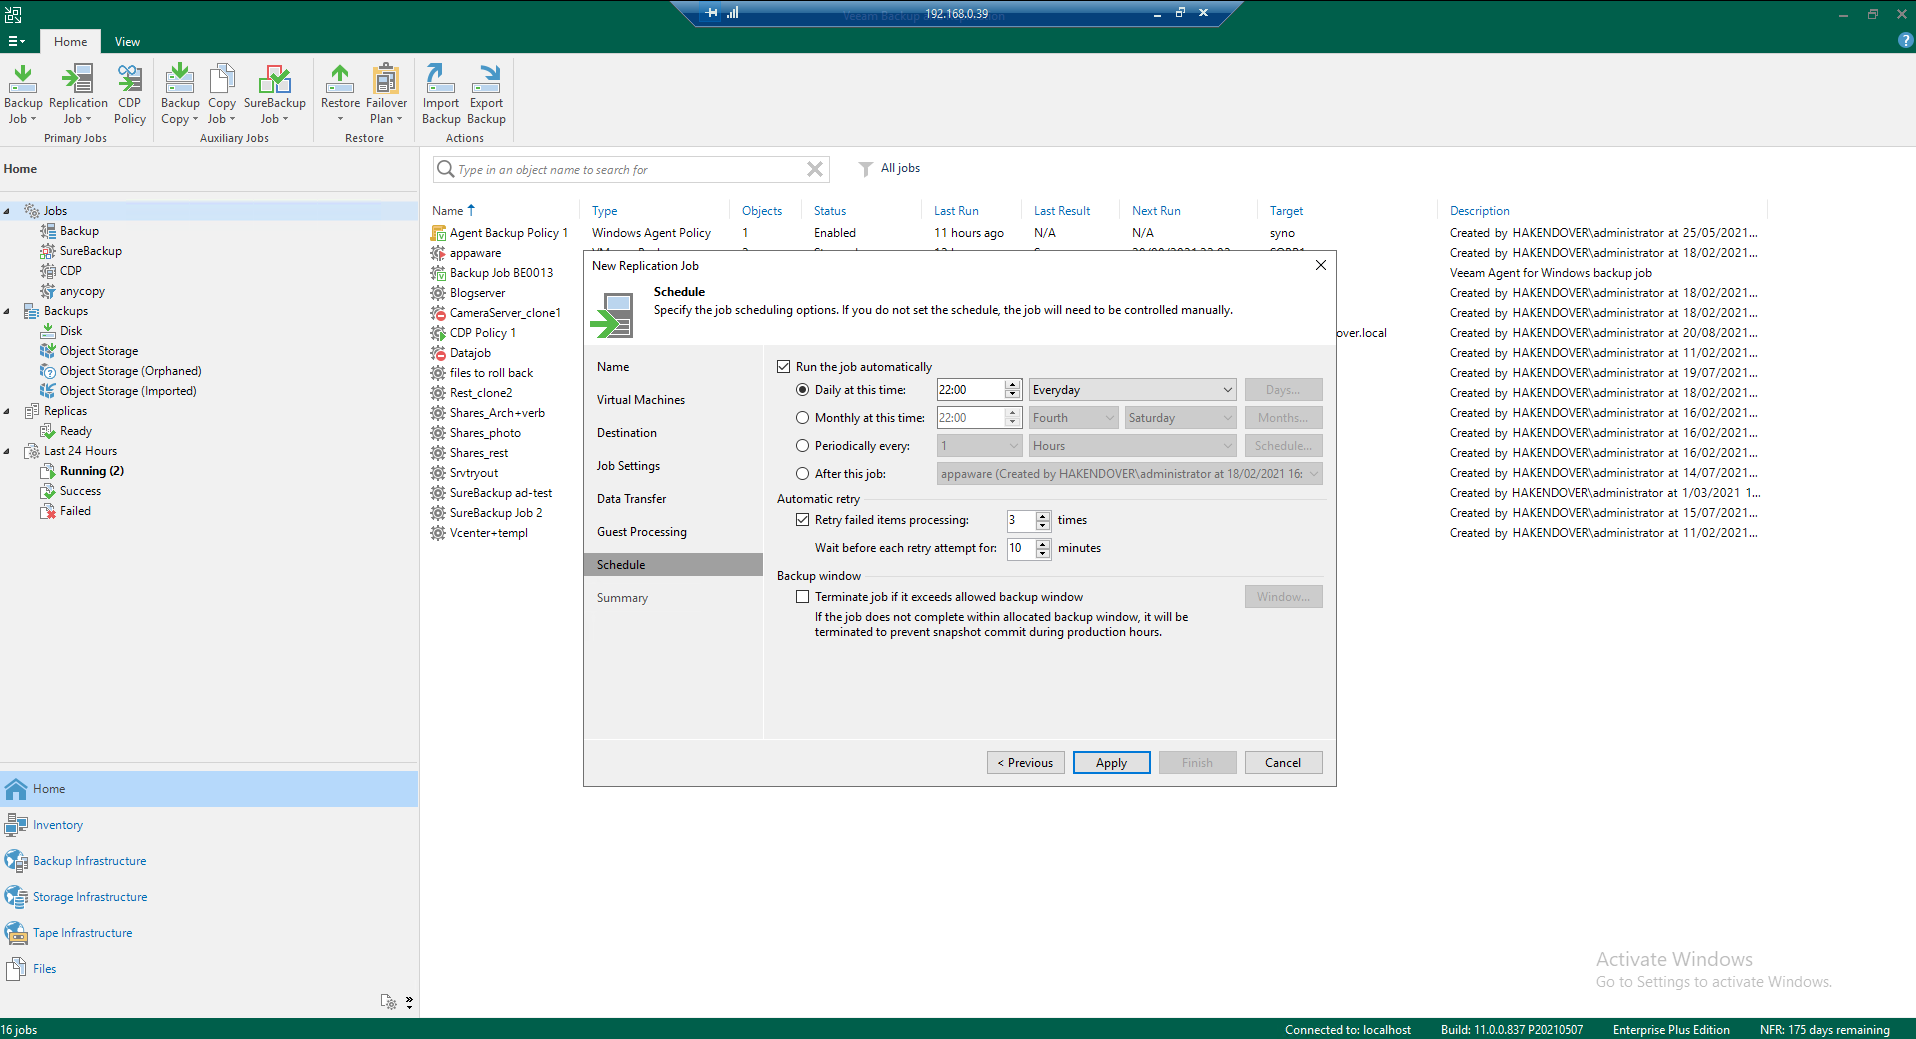 192.168.0.39
Home View
Backup Job
Replication Job
CDP Policy
Backup Copy
Copy Job
SureBackup Job
Restore
Failover Plan
Import Backup
Export Backup
Primary Jobs
Auxiliary Jobs
Restore
Actions
Home
Type in an object name to search for
All jobs
Jobs
Backup
SureBackup
CDP
anycopy
Backups
Disk
Object Storage
Object Storage (Orphaned)
Object Storage (Imported)
Replicas
Ready
Last 24 Hours
Running (2)
Success
Failed
Home
Inventory
Backup Infrastructure
Storage Infrastructure
Tape Infrastructure
Files
Name Type Objects Status Last Run Last Result Next Run Target Description
Agent Backup Policy 1 Windows Agent Policy 1 Enabled 11 hours ago N/A N/A syno Created by HAKENDOVER\administrator at 25/05/2021...
appaware Created by HAKENDOVER\administrator at 18/02/2021...
Backup Job BE0013 Veeam Agent for Windows backup job
Blogserver Created by HAKENDOVER\administrator at 18/02/2021...
CameraServer_clone1 Created by HAKENDOVER\administrator at 18/02/2021...
CDP Policy 1 over.local Created by HAKENDOVER\administrator at 20/08/2021...
Datajob Created by HAKENDOVER\administrator at 11/02/2021...
files to roll back Created by HAKENDOVER\administrator at 19/07/2021...
Rest_clone2 Created by HAKENDOVER\administrator at 18/02/2021...
Shares_Arch+verb Created by HAKENDOVER\administrator at 16/02/2021...
Shares_photo Created by HAKENDOVER\administrator at 16/02/2021...
Shares_rest Created by HAKENDOVER\administrator at 16/02/2021...
Srvtryout Created by HAKENDOVER\administrator at 14/07/2021...
SureBackup ad-test Created by HAKENDOVER\administrator at 1/03/2021 1...
SureBackup Job 2 Created by HAKENDOVER\administrator at 15/07/2021...
Vcenter+templ Created by HAKENDOVER\administrator at 11/02/2021...
New Replication Job
Schedule
Specify the job scheduling options. If you do not set the schedule, the job will need to be controlled manually.
Name
Virtual Machines
Destination
Job Settings
Data Transfer
Guest Processing
Schedule
Summary
Run the job automatically
Daily at this time: 22:00 Everyday Days...
Monthly at this time: 22:00 Fourth Saturday Months...
Periodically every: 1 Hours Schedule...
After this job: appaware (Created by HAKENDOVER\administrator at 18/02/2021 16:
Automatic retry
Retry failed items processing: 3 times
Wait before each retry attempt for: 10 minutes
Backup window
Terminate job if it exceeds allowed backup window Window...
If the job does not complete within allocated backup window, it will be
terminated to prevent snapshot commit during production hours.
< Previous Apply Finish Cancel
Activate Windows
Go to Settings to activate Windows.
16 jobs Connected to: localhost Build: 11.0.0.837 P20210507 Enterprise Plus Edition NFR: 175 days remaining